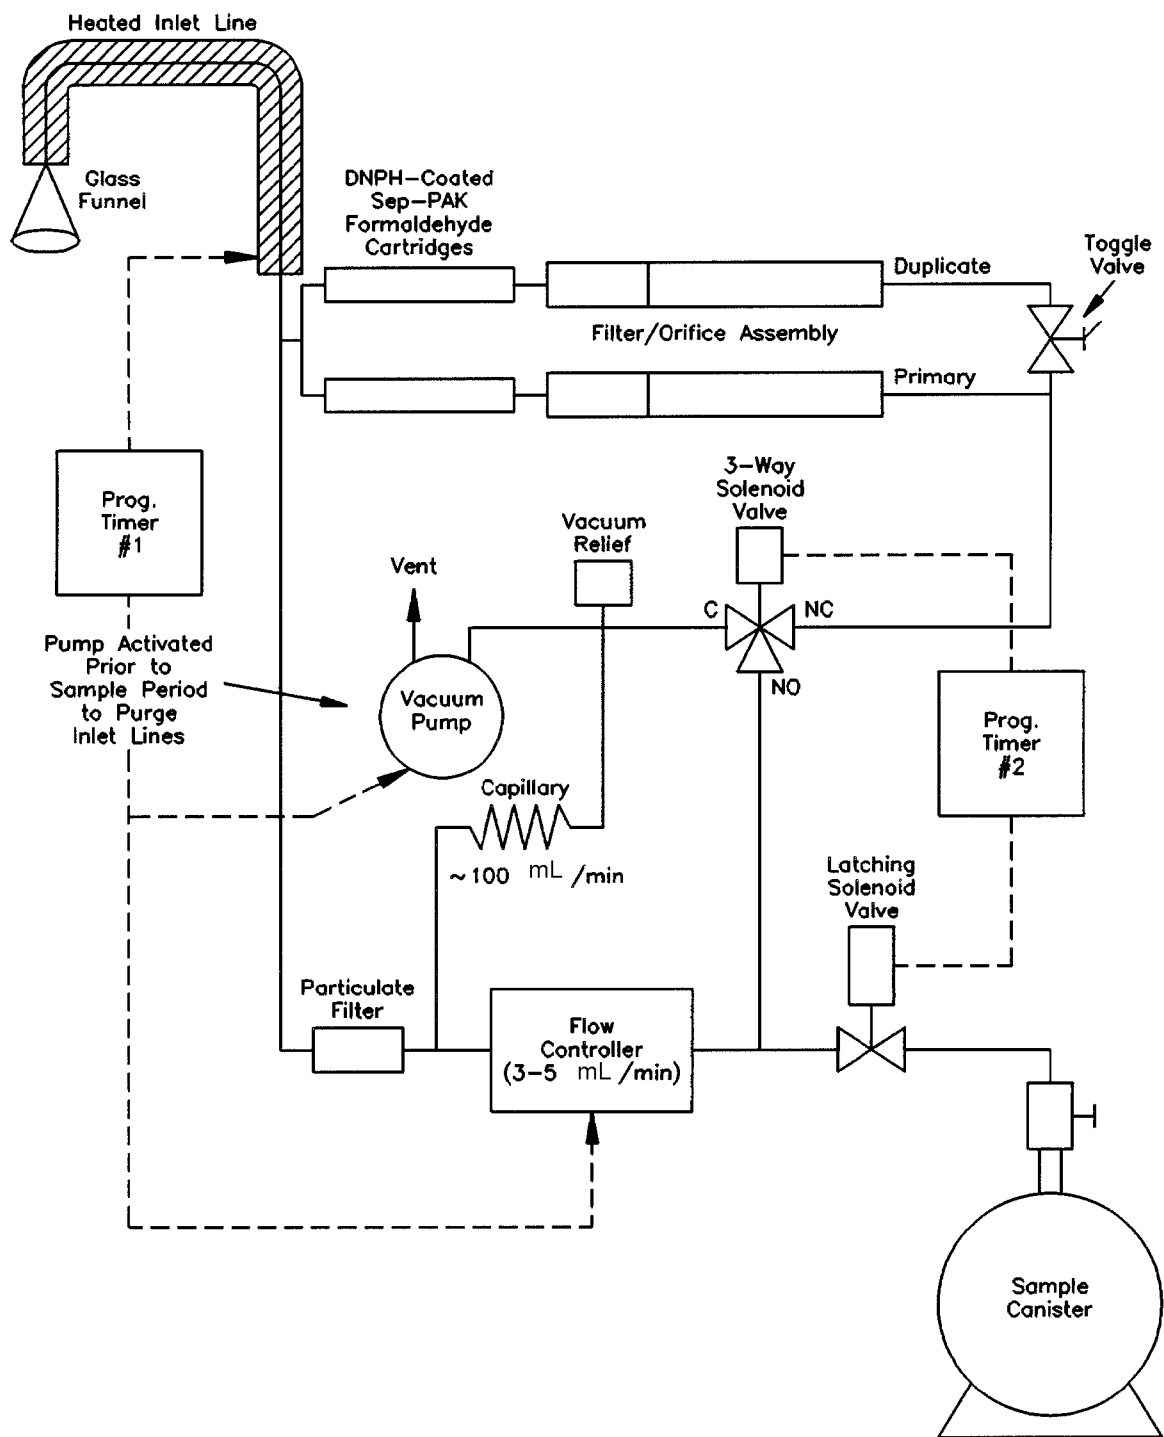 Heated Inlet Line
Glass
Funnel
DNPH-Coated
Sep-PAK
Formaldehyde
Cartridges
Duplicate
Toggle
Valve
Filter/Orifice Assembly
Primary
3-Way
Solenoid
Valve
Prog.
Timer
#1
Vacuum
Relief
Vent
C
NC
NO
Pump Activated
Prior to
Sample Period
to Purge
Inlet Lines
Vacuum
Pump
Prog.
Timer
#2
Capillary
~100 mL /min
Latching
Solenoid
Valve
Particulate
Filter
Flow
Controller
(3-5 mL /min)
Sample
Canister